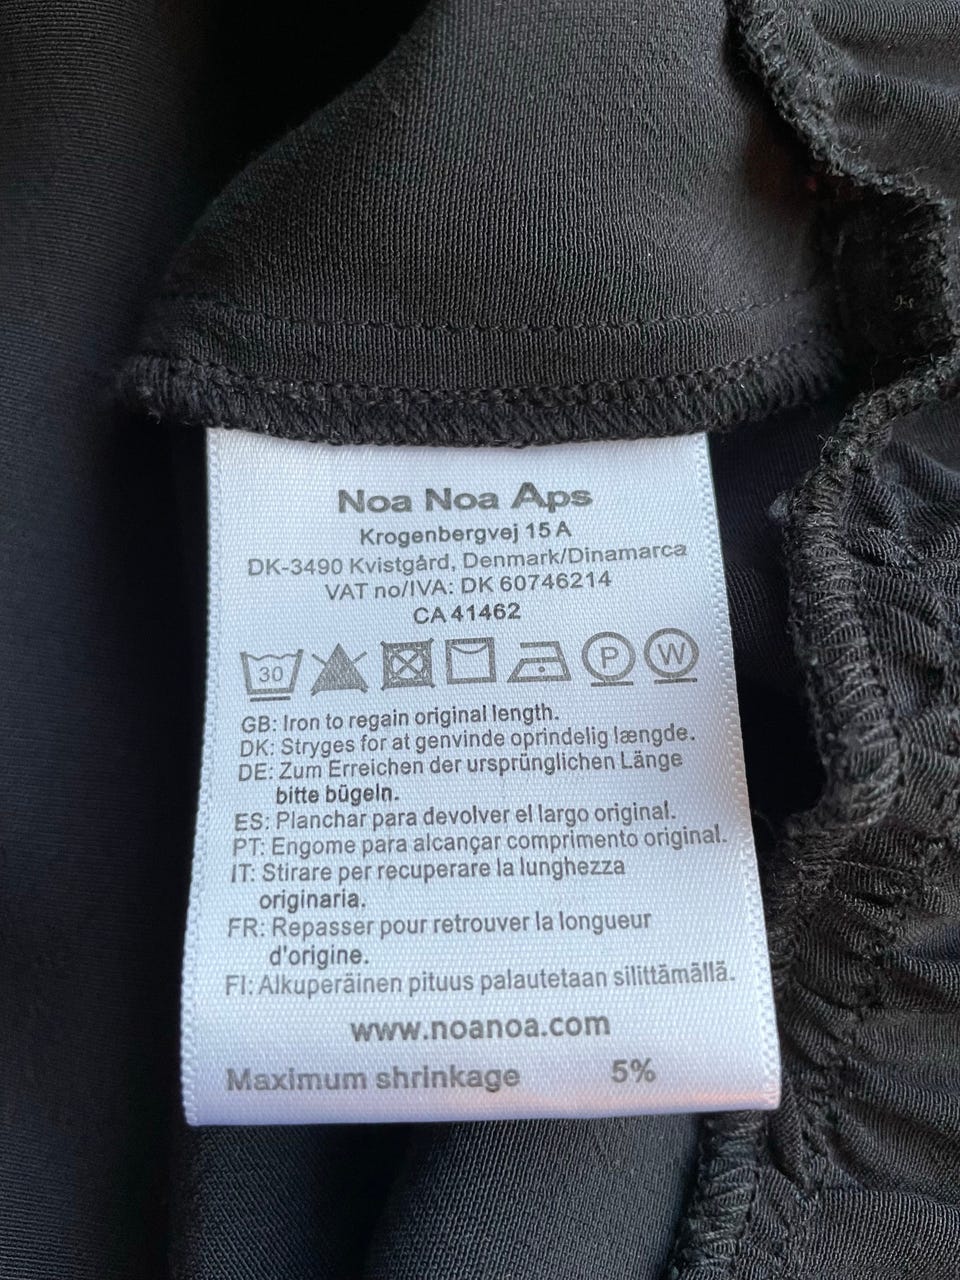 Noa Noa Aps
Krogenbergvej 15 A
DK-3490 Kvistgård, Denmark/Dinamarca
VAT no/IVA: DK 60746214
CA 41462
30 P W
GB: Iron to regain original length.
DK: Stryges for at genvinde oprindelig længde.
DE: Zum Erreichen der ursprünglichen Länge
bitte bügeln.
ES: Planchar para devolver el largo original.
PT: Engome para alcançar comprimento original.
IT: Stirare per recuperare la lunghezza
originaria.
FR: Repasser pour retrouver la longueur
d'origine.
FI: Alkuperäinen pituus palautetaan silittämällä.
www.noanoa.com
Maximum shrinkage 5%